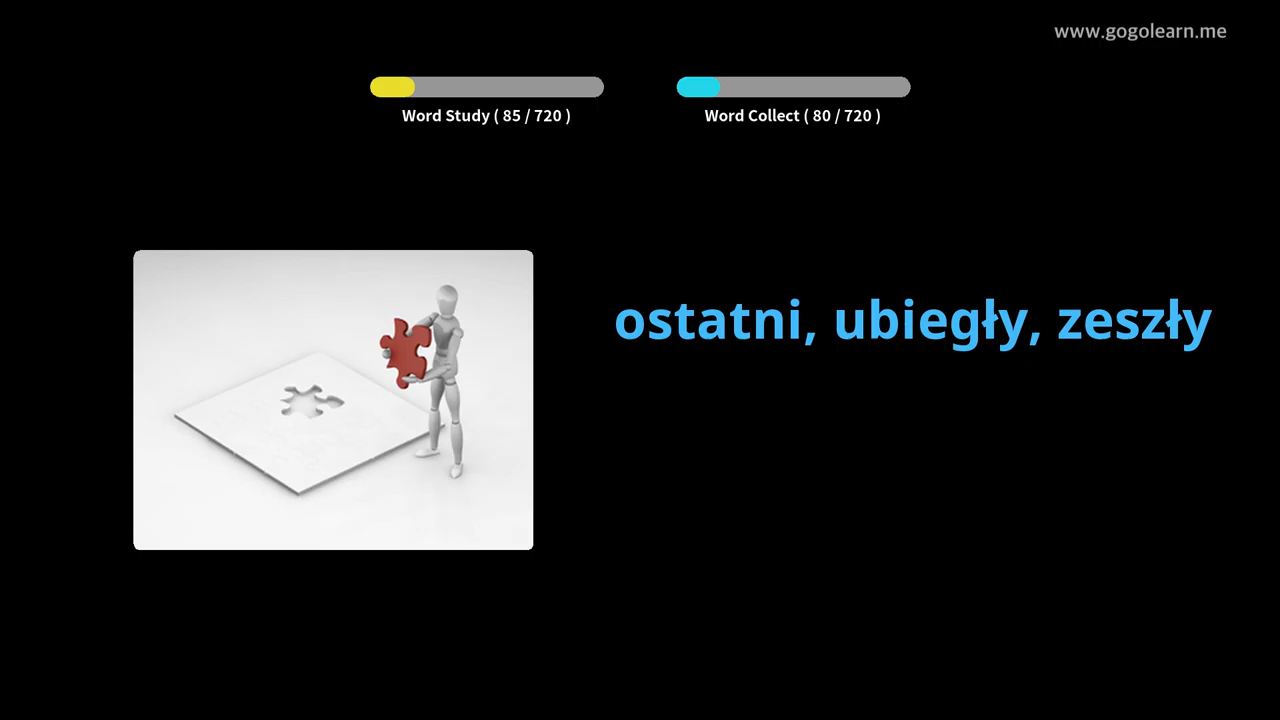 www.gogolearn.me
Word Study ( 85 / 720 )
Word Collect ( 80 / 720 )
ostatni, ubiegły, zeszły